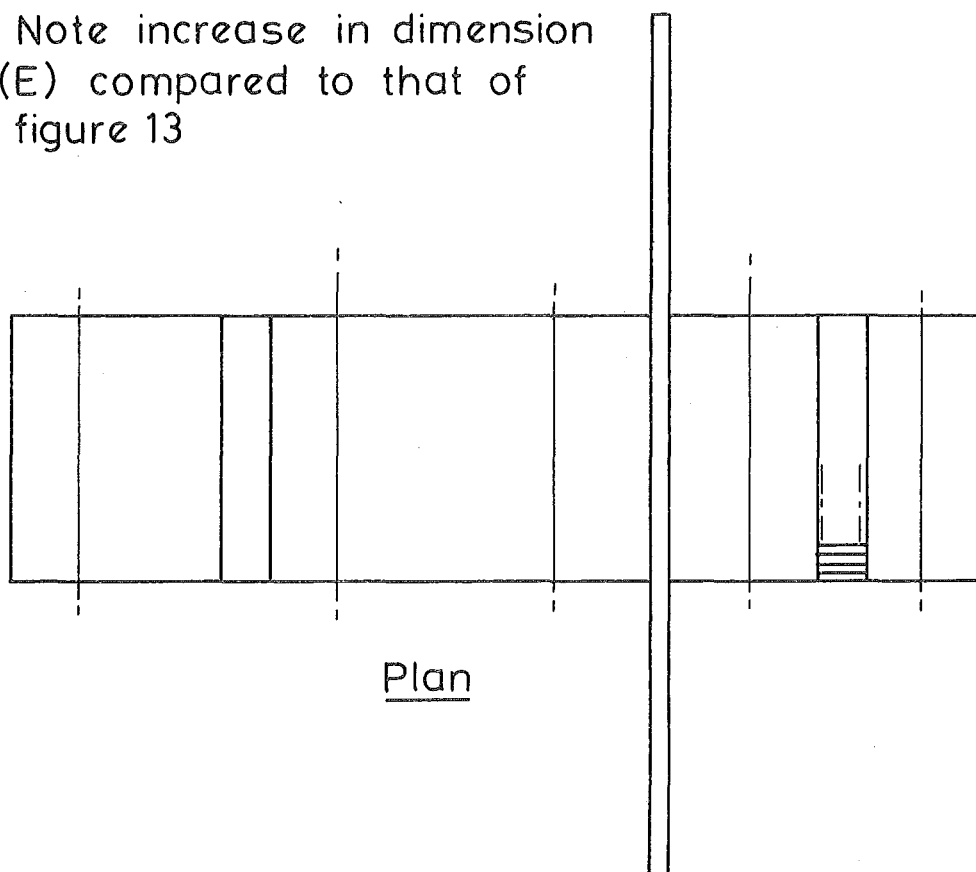 Note increase in dimension
(E) compared to that of
figure 13
Plan